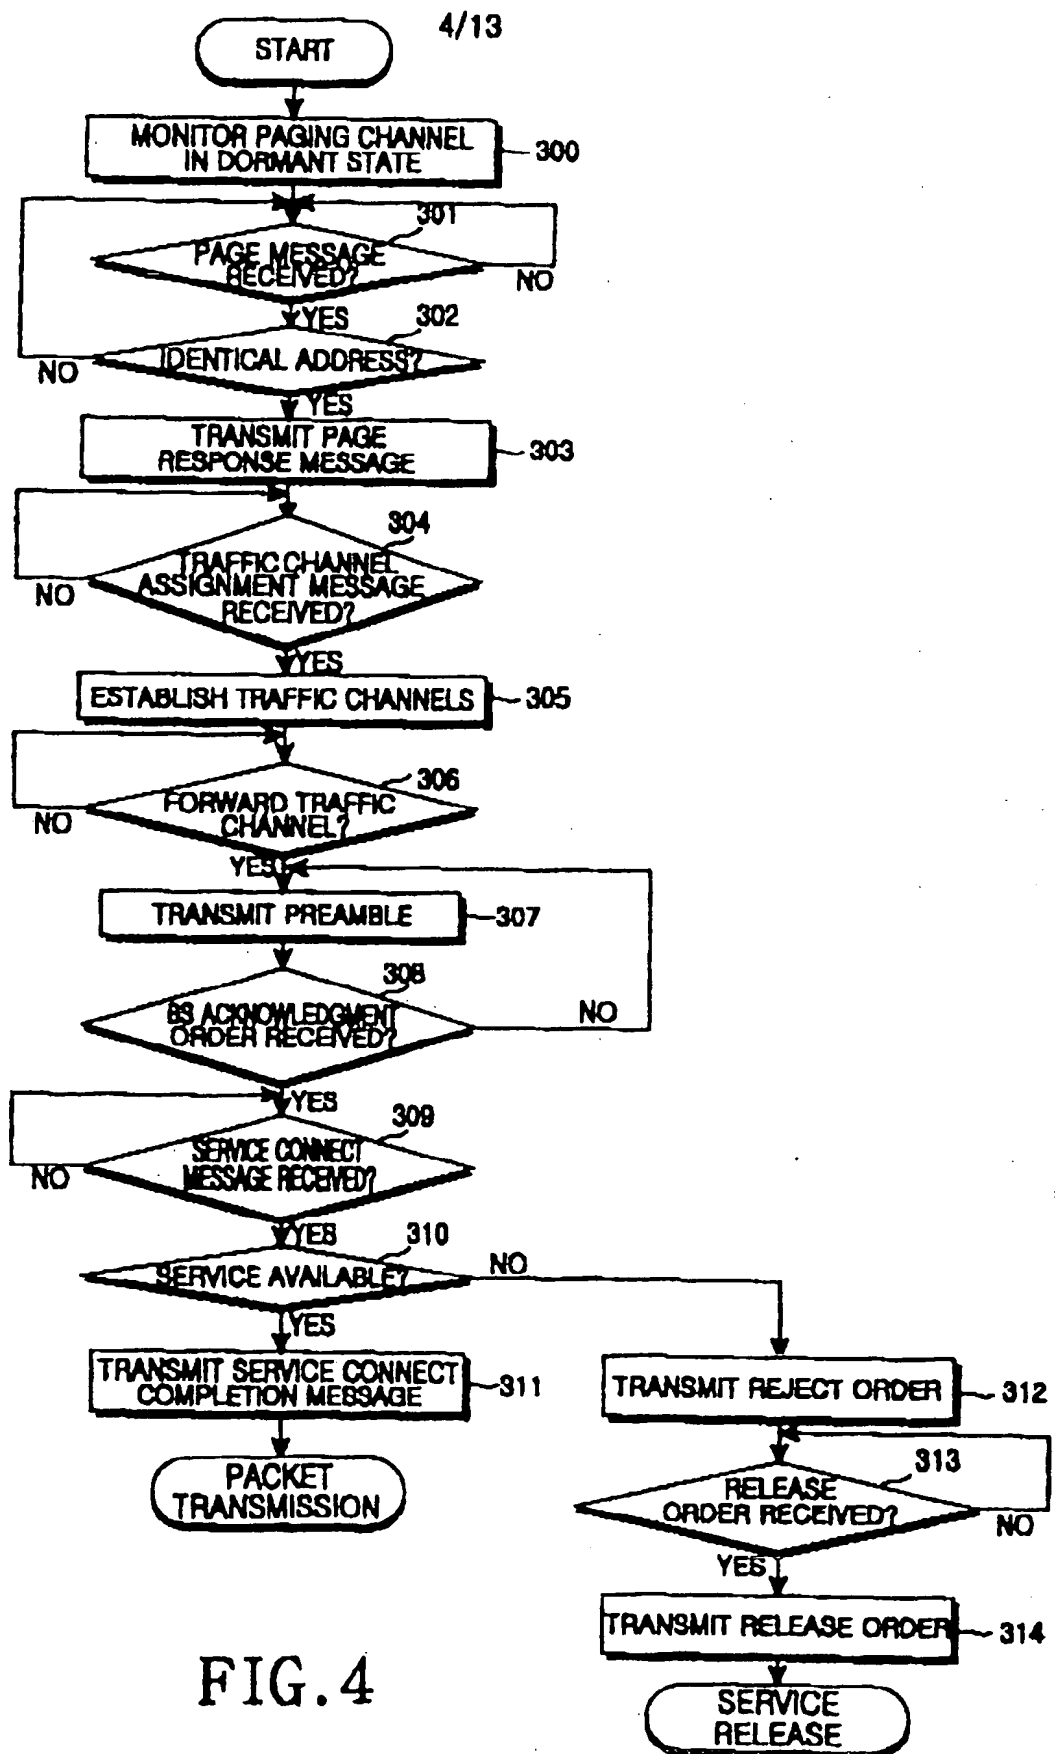 4/13
START
MONITOR PAGING CHANNEL
IN DORMANT STATE
300
301
PAGE MESSAGE
RECEIVED?
NO
YES
302
IDENTICAL ADDRESS?
NO
YES
TRANSMIT PAGE
RESPONSE MESSAGE
303
304
TRAFFIC CHANNEL
ASSIGNMENT MESSAGE
RECEIVED?
NO
YES
ESTABLISH TRAFFIC CHANNELS
305
306
FORWARD TRAFFIC
CHANNEL?
NO
YES
TRANSMIT PREAMBLE
307
308
BS ACKNOWLEDGMENT
ORDER RECEIVED?
NO
YES
309
SERVICE CONNECT
MESSAGE RECEIVED?
NO
YES
310
SERVICE AVAILABLE?
NO
YES
TRANSMIT SERVICE CONNECT
COMPLETION MESSAGE
311
PACKET
TRANSMISSION
TRANSMIT REJECT ORDER
312
313
RELEASE
ORDER RECEIVED?
NO
YES
TRANSMIT RELEASE ORDER
314
SERVICE
RELEASE
FIG.4